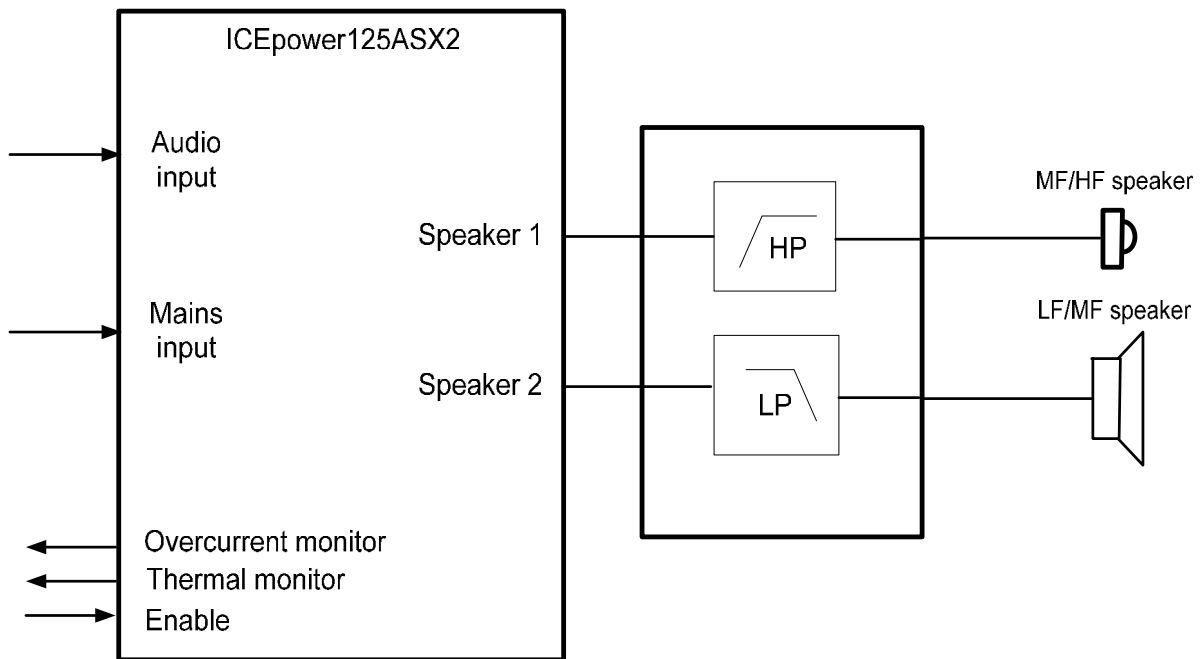 ICEpower125ASX2
Audio
input
Mains
input
Speaker 1
Speaker 2
Overcurrent monitor
Thermal monitor
Enable
HP
LP
MF/HF speaker
LF/MF speaker